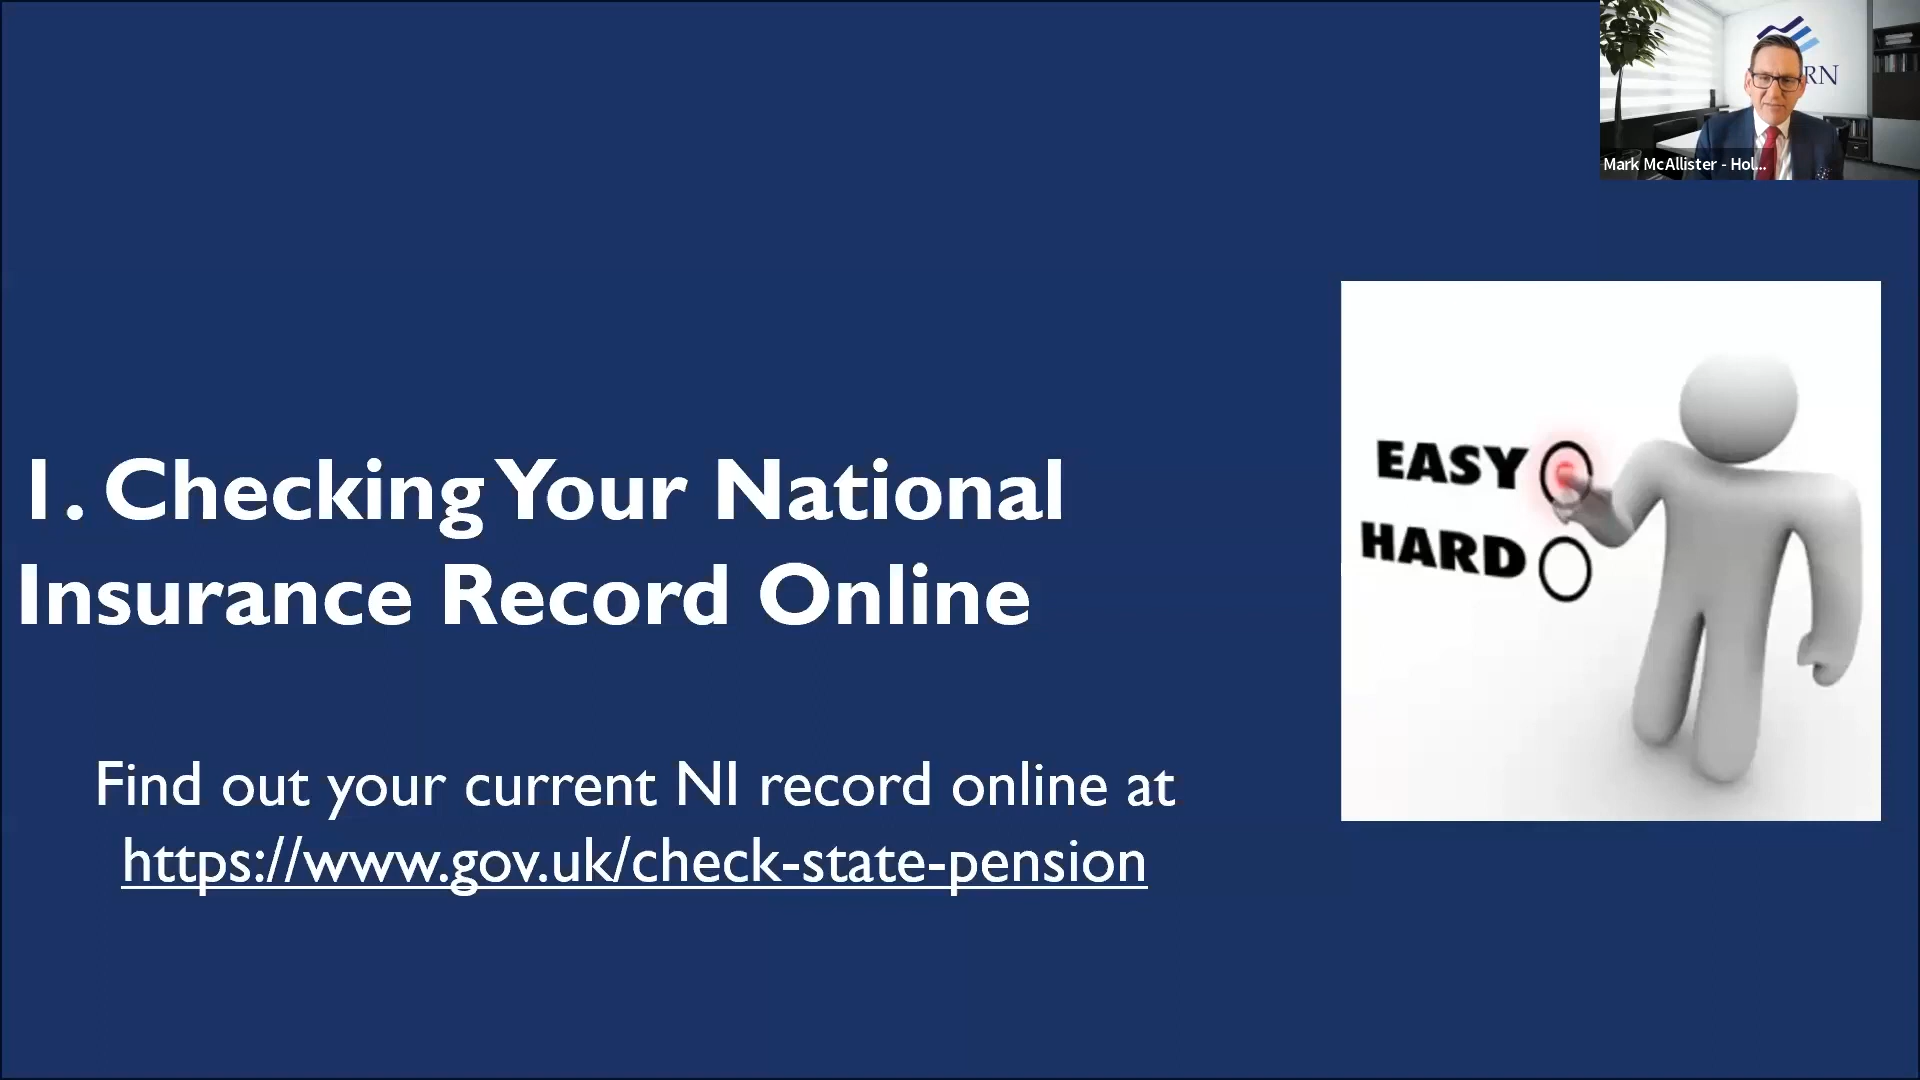 RN
Mark McAllister - Hol...
1. Checking Your National
Insurance Record Online
Find out your current NI record online at
https://www.gov.uk/check-state-pension
EASY
HARD